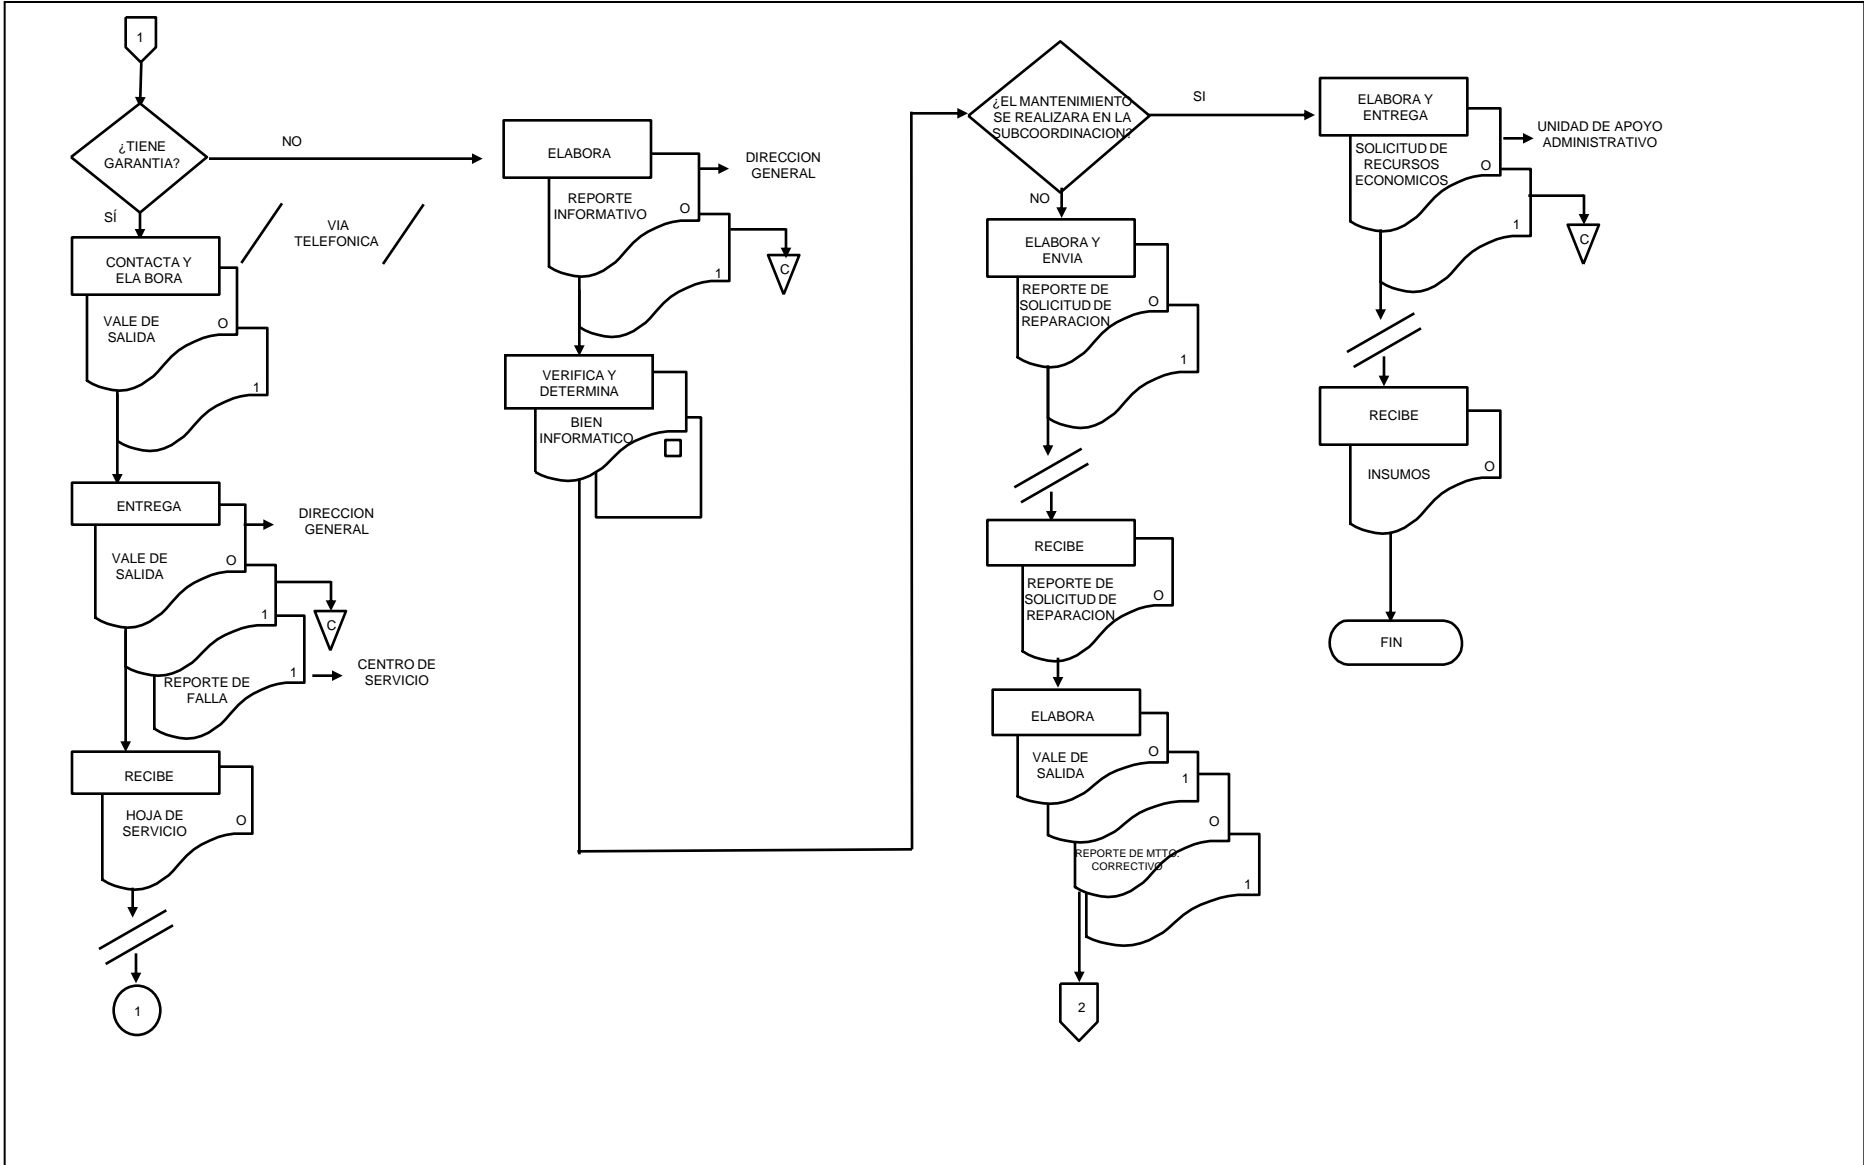 1
¿TIENE
GARANTIA?
NO
SÍ
VIA
TELEFONICA
CONTACTA Y
ELA BORA
VALE DE
SALIDA
O
1
ENTREGA
DIRECCION
GENERAL
VALE DE
SALIDA
O
1
C
REPORTE DE
FALLA
1
CENTRO DE
SERVICIO
RECIBE
HOJA DE
SERVICIO
O
1
ELABORA
DIRECCION
GENERAL
REPORTE
INFORMATIVO
O
1
C
VERIFICA Y
DETERMINA
BIEN
INFORMATICO
¿EL MANTENIMIENTO
SE REALIZARA EN LA
SUBCOORDINACION?
SI
NO
ELABORA Y
ENVIA
REPORTE DE
SOLICITUD DE
REPARACION
O
1
RECIBE
REPORTE DE
SOLICITUD DE
REPARACION
O
ELABORA
VALE DE
SALIDA
O
1
O
REPORTE DE MTTO.
CORRECTIVO
1
2
ELABORA Y
ENTREGA
UNIDAD DE APOYO
ADMINISTRATIVO
SOLICITUD DE
RECURSOS
ECONOMICOS
O
1
C
RECIBE
INSUMOS
O
FIN